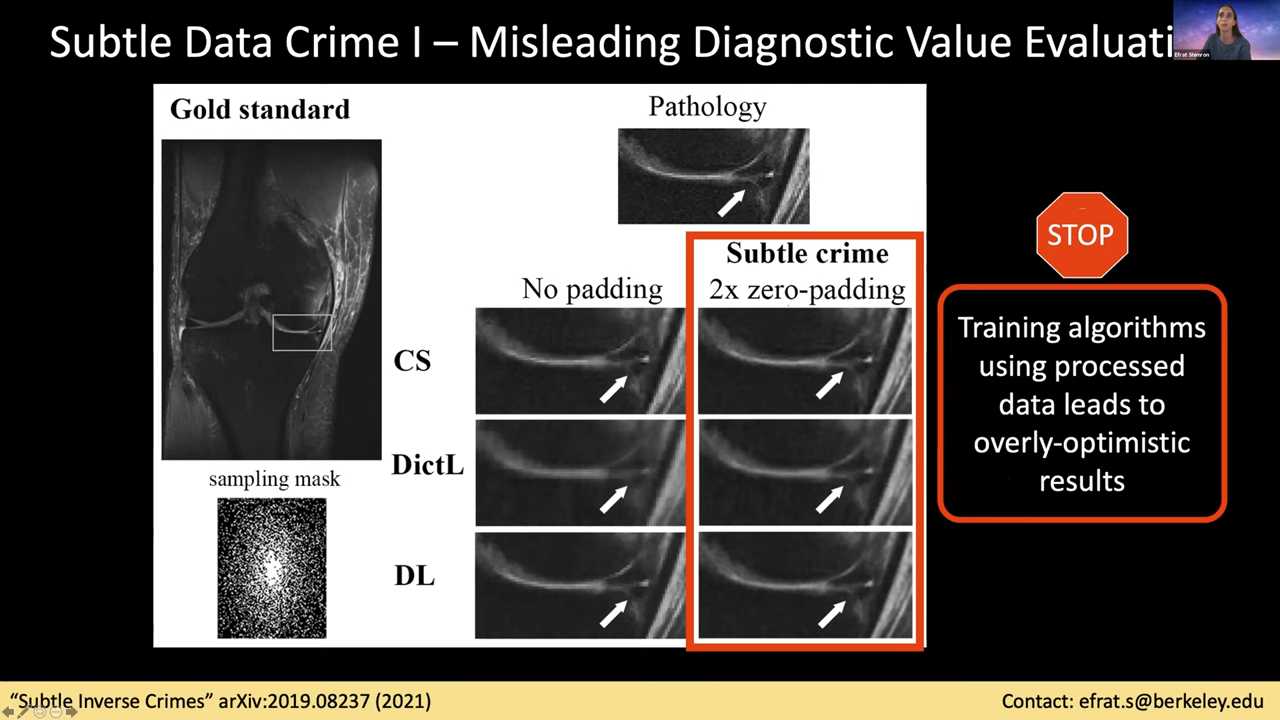 Subtle Data Crime I – Misleading Diagnostic Value Evaluati
Efrat Shimron
Gold standard
Pathology
Subtle crime
No padding
2x zero-padding
CS
DictL
DL
sampling mask
STOP
Training algorithms
using processed
data leads to
overly-optimistic
results
“Subtle Inverse Crimes” arXiv:2019.08237 (2021)
Contact: efrat.s@berkeley.edu